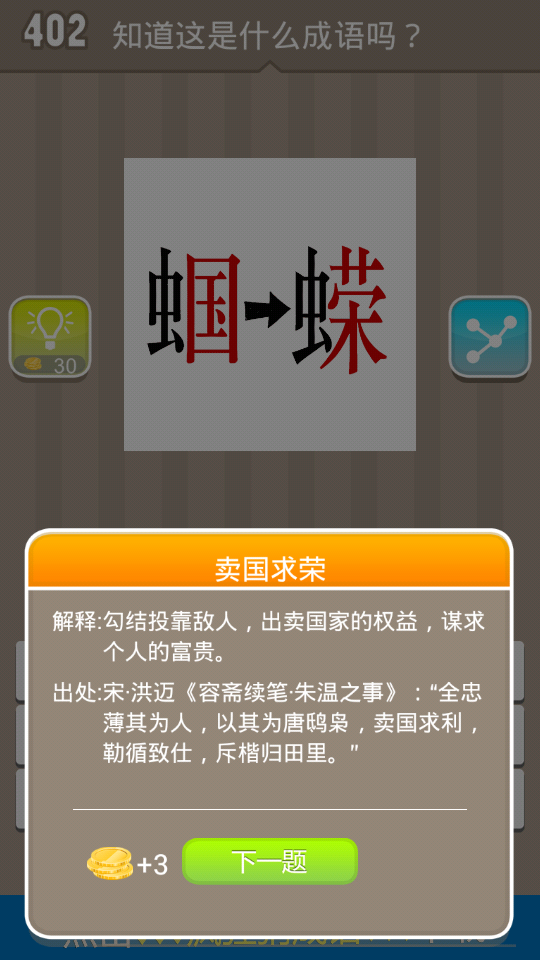 402 知道这是什么成语吗？
蝈➡蝾
30
卖国求荣
解释:勾结投靠敌人，出卖国家的权益，谋求
个人的富贵。
出处:宋·洪迈《容斋续笔·朱温之事》：“全忠
薄其为人，以其为唐鸱枭，卖国求利，
勒循致仕，斥楷归田里。”
+3 下一题